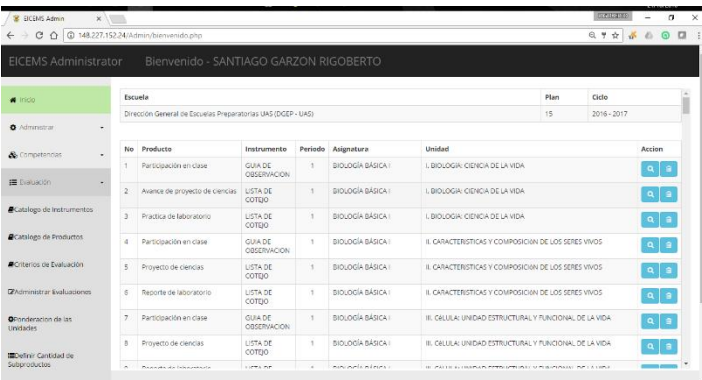 EICEMS Admin
148.227.152.24/Admin/bienvenido.php
EICEMS Administrator Bienvenido - SANTIAGO GARZON RIGOBERTO
Inicio
Administrar
Competencias
Evaluación
Catalogo de Instrumentos
Catalogo de Productos
Criterios de Evaluación
Administrar Evaluaciones
Ponderacion de las
Unidades
Definir Cantidad de
Subproductos
Escuela Plan Ciclo
Dirección General de Escuelas Preparatorias UAS (DGEP - UAS) 15 2016 - 2017
No Producto Instrumento Periodo Asignatura Unidad Accion
1 Participación en clase GUIA DE OBSERVACION 1 BIOLOGÍA BÁSICA I I. BIOLOGÍA: CIENCIA DE LA VIDA
2 Avance de proyecto de ciencias LISTA DE COTEJO 1 BIOLOGÍA BÁSICA I I. BIOLOGÍA: CIENCIA DE LA VIDA
3 Practica de laboratorio LISTA DE COTEJO 1 BIOLOGÍA BÁSICA I I. BIOLOGÍA: CIENCIA DE LA VIDA
4 Participación en clase GUIA DE OBSERVACION 1 BIOLOGÍA BÁSICA I II. CARACTERÍSTICAS Y COMPOSICIÓN DE LOS SERES VIVOS
5 Proyecto de ciencias LISTA DE COTEJO 1 BIOLOGÍA BÁSICA I II. CARACTERÍSTICAS Y COMPOSICIÓN DE LOS SERES VIVOS
6 Reporte de laboratorio LISTA DE COTEJO 1 BIOLOGÍA BÁSICA I II. CARACTERÍSTICAS Y COMPOSICIÓN DE LOS SERES VIVOS
7 Participación en clase GUIA DE OBSERVACION 1 BIOLOGÍA BÁSICA I III. CéLULA: UNIDAD ESTRUCTURAL Y FUNCIONAL DE LA VIDA
8 Proyecto de ciencias LISTA DE COTEJO 1 BIOLOGÍA BÁSICA I III. CéLULA: UNIDAD ESTRUCTURAL Y FUNCIONAL DE LA VIDA